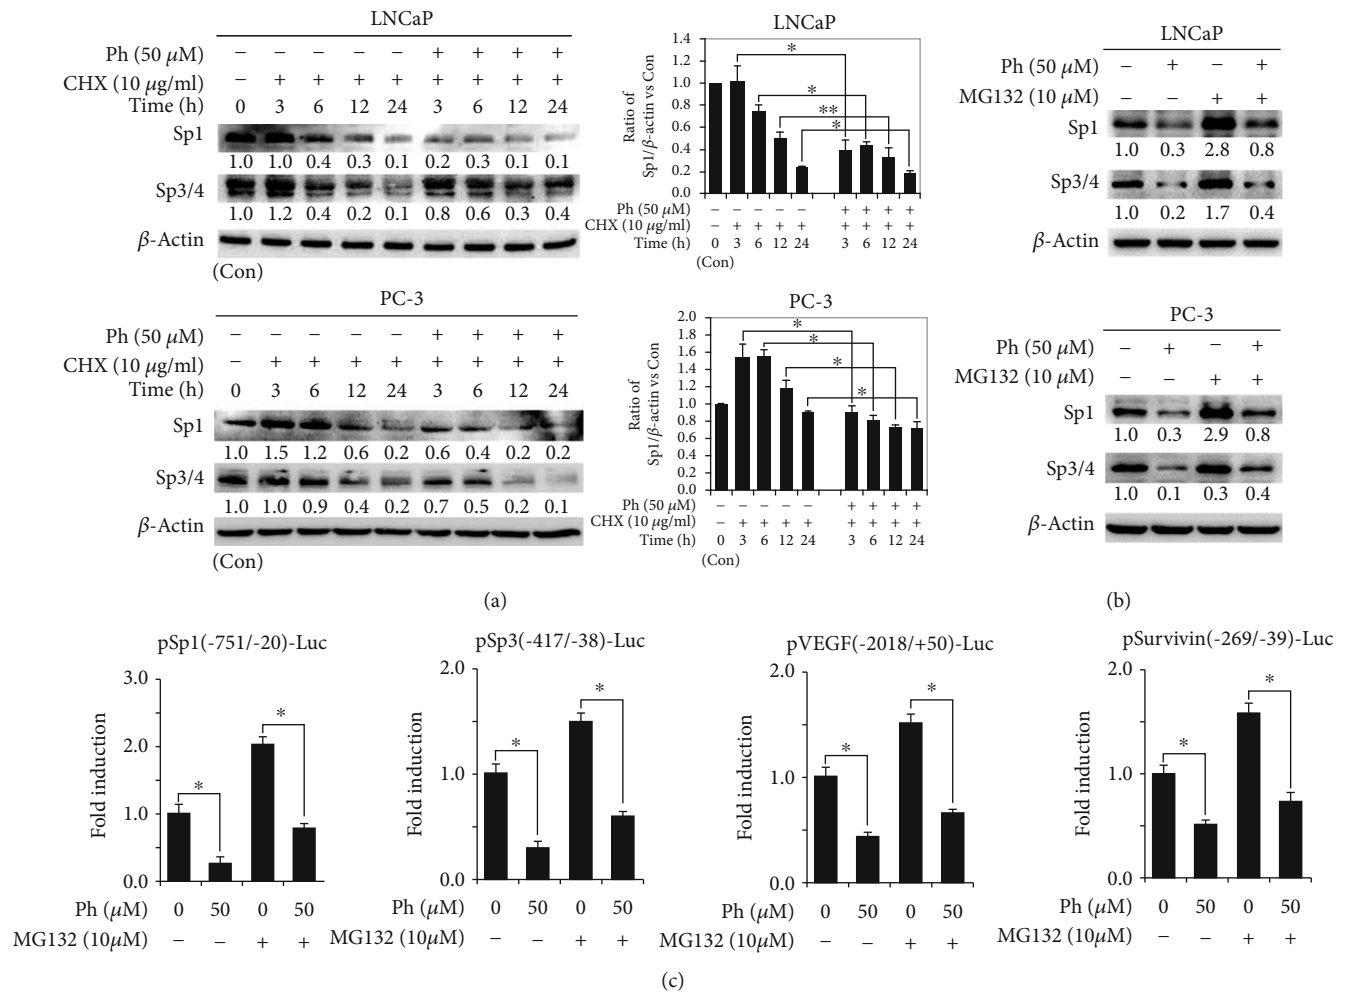 LNCaP
Ph (50 μM) − − − − − + + + +
CHX (10 μg/ml) − + + + + + + + +
Time (h) 0 3 6 12 24 3 6 12 24
Sp1
1.0 1.0 0.4 0.3 0.1 0.2 0.3 0.1 0.1
Sp3/4
1.0 1.2 0.4 0.2 0.1 0.8 0.6 0.3 0.4
β-Actin
(Con)
PC-3
Ph (50 μM) − − − − − + + + +
CHX (10 μg/ml) − + + + + + + + +
Time (h) 0 3 6 12 24 3 6 12 24
Sp1
1.0 1.5 1.2 0.6 0.2 0.6 0.4 0.2 0.2
Sp3/4
1.0 1.0 0.9 0.4 0.2 0.7 0.5 0.2 0.1
β-Actin
(Con)
LNCaP
Ratio of
Sp1/β-actin vs Con
1.4
1.2
1.0
0.8
0.6
0.4
0.2
0.0
*
*
**
*
Ph (50 μM) − − − − − + + + +
CHX (10 μg/ml) − + + + + + + + +
Time (h) 0 3 6 12 24 3 6 12 24
(Con)
PC-3
Ratio of
Sp1/β-actin vs Con
2.0
1.8
1.6
1.4
1.2
1.0
0.8
0.6
0.4
0.2
0.0
*
*
*
*
Ph (50 μM) − − − − − + + + +
CHX (10 μg/ml) − + + + + + + + +
Time (h) 0 3 6 12 24 3 6 12 24
(Con)
(a)
LNCaP
Ph (50 μM) − + − +
MG132 (10 μM) − − + +
Sp1
1.0 0.3 2.8 0.8
Sp3/4
1.0 0.2 1.7 0.4
β-Actin
PC-3
Ph (50 μM) − + − +
MG132 (10 μM) − − + +
Sp1
1.0 0.3 2.9 0.8
Sp3/4
1.0 0.1 0.3 0.4
β-Actin
(b)
pSp1(-751/-20)-Luc
Fold induction
3.0
2.0
1.0
0.0
*
*
Ph (μM) 0 50 0 50
MG132 (10μM) − − + +
pSp3(-417/-38)-Luc
Fold induction
2.0
1.0
0.0
*
*
Ph (μM) 0 50 0 50
MG132 (10μM) − − + +
pVEGF(-2018/+50)-Luc
Fold induction
2.0
1.0
0.0
*
*
Ph (μM) 0 50 0 50
MG132 (10μM) − − + +
pSurvivin(-269/-39)-Luc
Fold induction
2.0
1.0
0.0
*
*
Ph (μM) 0 50 0 50
MG132 (10μM) − − + +
(c)